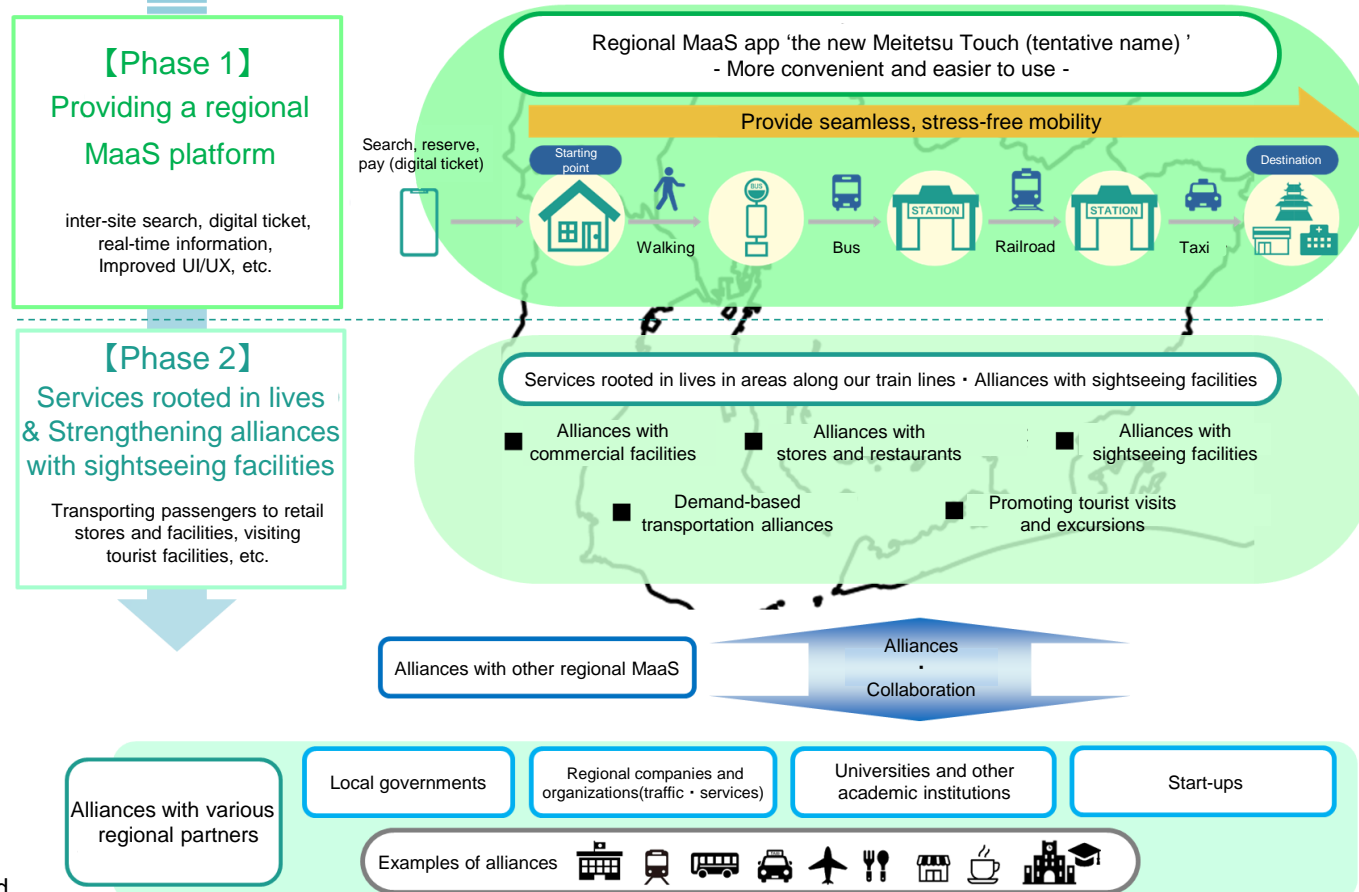 【Phase 1】
Providing a regional
MaaS platform
inter-site search, digital ticket,
real-time information,
Improved UI/UX, etc.
Regional MaaS app ‘the new Meitetsu Touch (tentative name) ’
- More convenient and easier to use -
Provide seamless, stress-free mobility
Search, reserve,
pay (digital ticket)
Starting
point
Destination
BUS
STATION
STATION
Walking
Bus
Railroad
Taxi
【Phase 2】
Services rooted in lives
& Strengthening alliances
with sightseeing facilities
Transporting passengers to retail
stores and facilities, visiting
tourist facilities, etc.
Services rooted in lives in areas along our train lines・Alliances with sightseeing facilities
■ Alliances with
commercial facilities
■ Alliances with
stores and restaurants
■ Alliances with
sightseeing facilities
■ Demand-based
transportation alliances
■ Promoting tourist visits
and excursions
Alliances with other regional MaaS
Alliances
・
Collaboration
Alliances with various
regional partners
Local governments
Regional companies and
organizations(traffic・services)
Universities and other
academic institutions
Start-ups
Examples of alliances